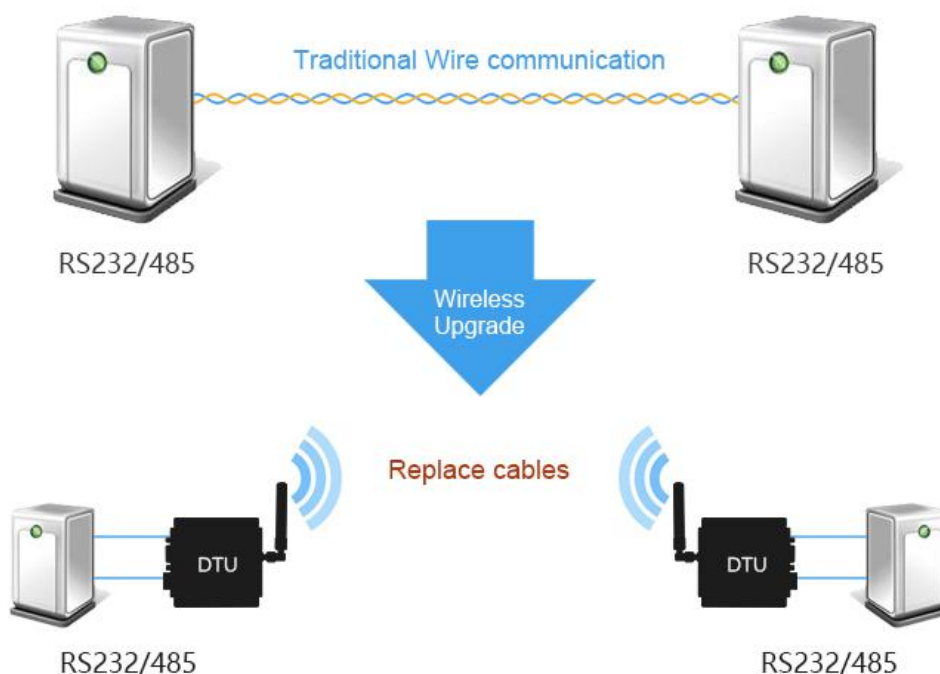 Traditional Wire communication
RS232/485
RS232/485
Wireless
Upgrade
Replace cables
DTU
DTU
RS232/485
RS232/485